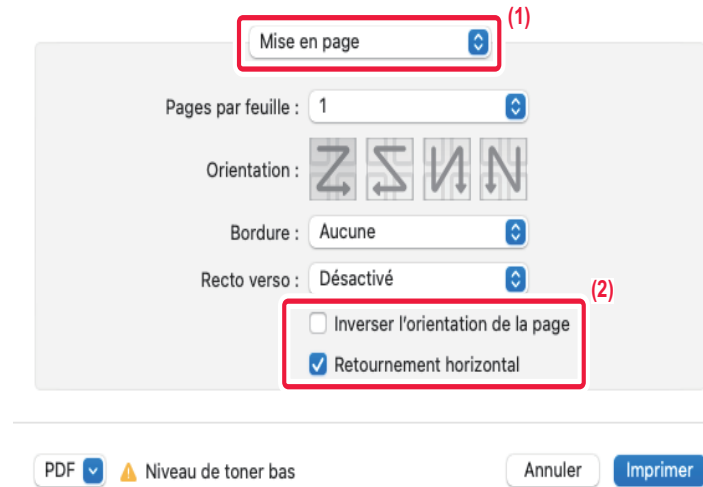 (1)
Mise en page
Pages par feuille : 1
Orientation :
Bordure : Aucune
Recto verso : Désactivé
(2)
Inverser l'orientation de la page
Retournement horizontal
PDF Niveau de toner bas Annuler Imprimer